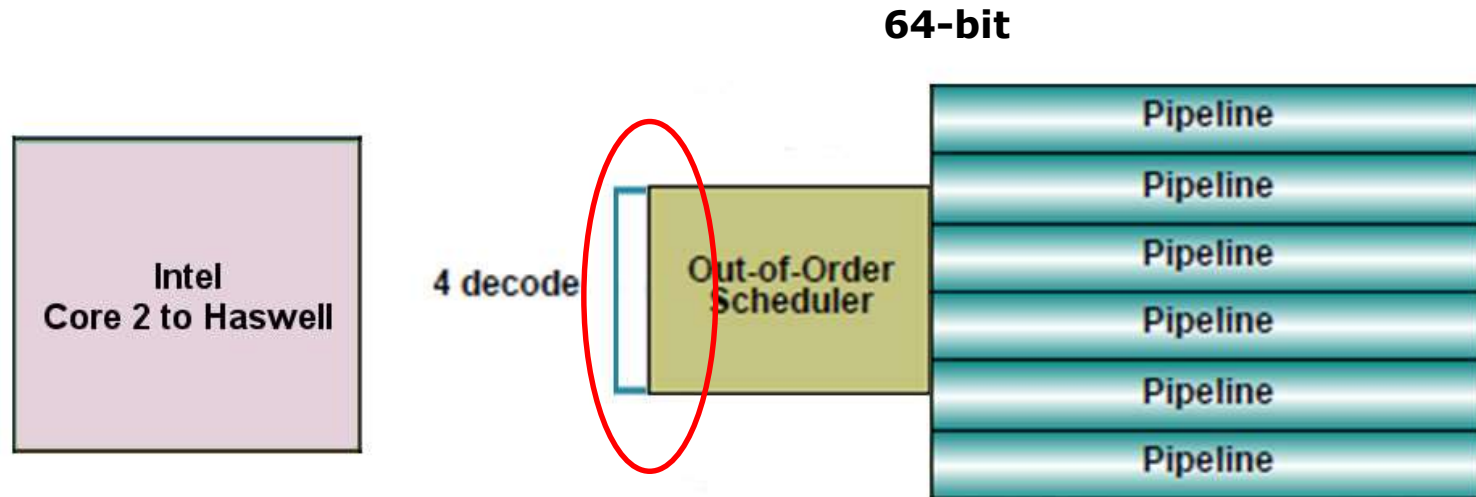 64-bit
Intel
Core 2 to Haswell
4 decode
Out-of-Order
Scheduler
Pipeline
Pipeline
Pipeline
Pipeline
Pipeline
Pipeline